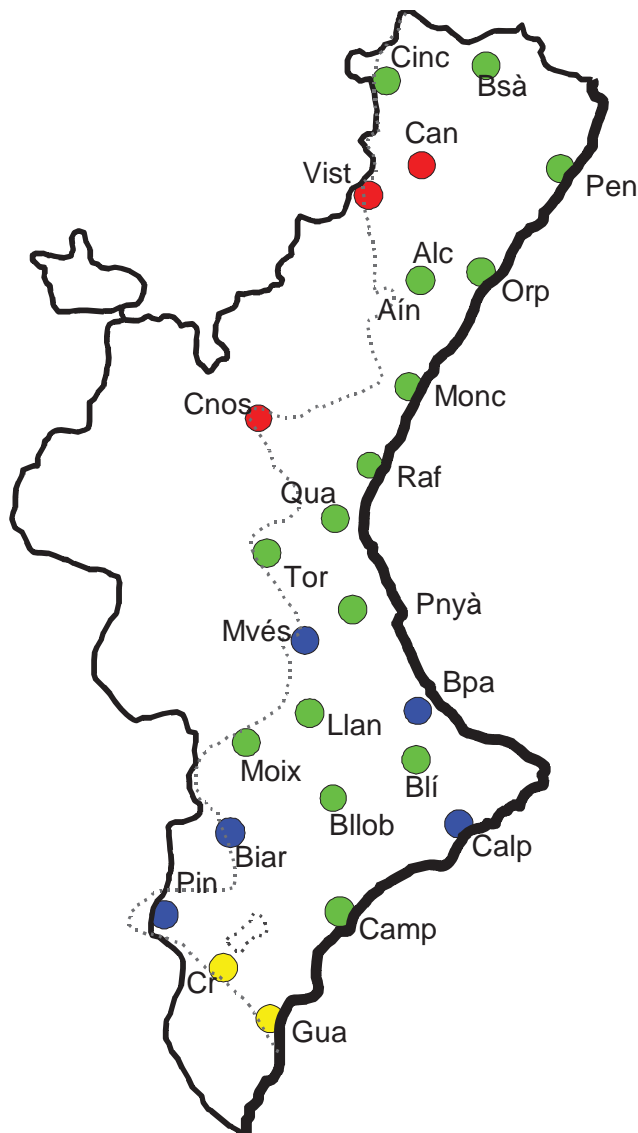 Cinc
Bsà
Can
Vist
Pen
Alc
Aín
Orp
Cnos
Monc
Raf
Qua
Tor
Pnyà
Mvés
Bpa
Llan
Moix
Blí
Bllob
Calp
Biar
Pin
Camp
Cr
Gua